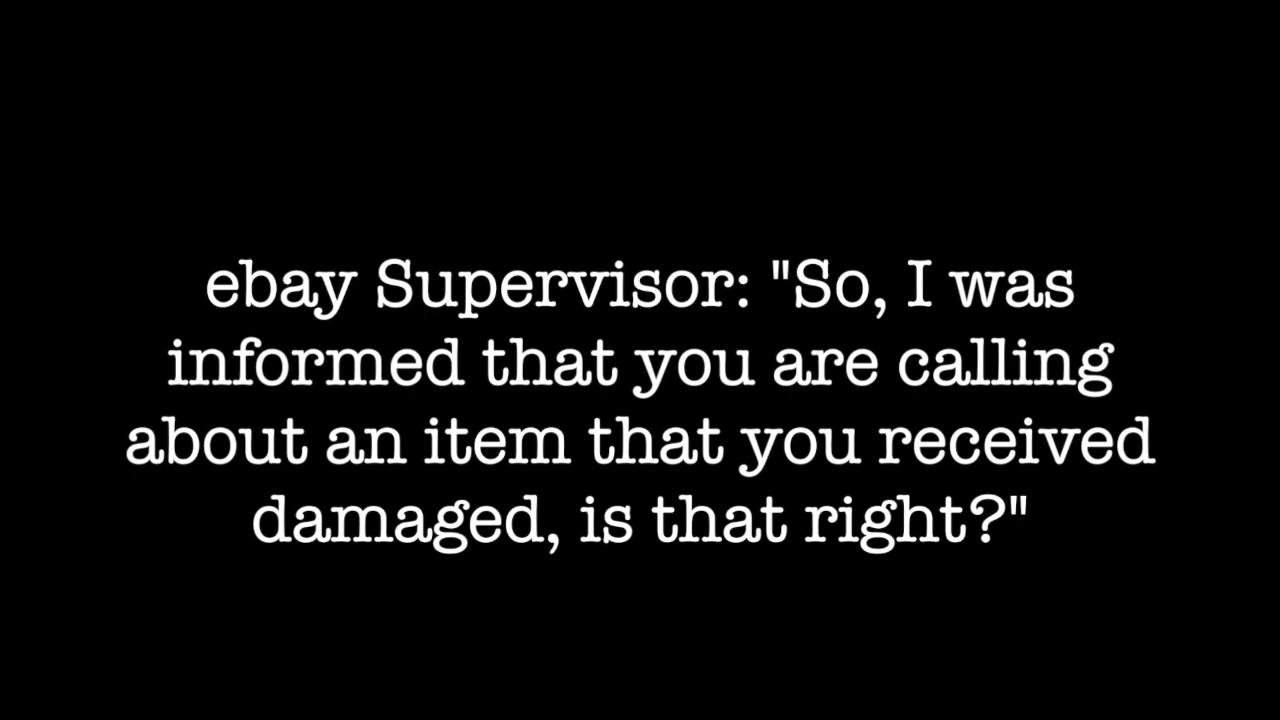 ebay Supervisor: "So, I was
informed that you are calling
about an item that you received
damaged, is that right?"